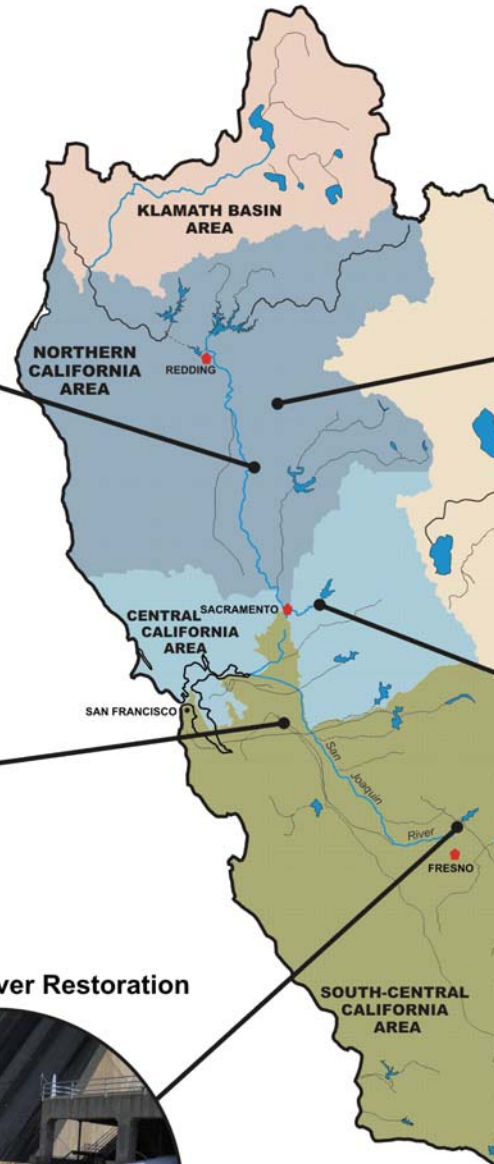 KLAMATH BASIN
AREA
NORTHERN
CALIFORNIA
AREA
REDDING
CENTRAL
CALIFORNIA
AREA
SACRAMENTO
SAN FRANCISCO
San
Joaquin
River
FRESNO
ver Restoration
SOUTH-CENTRAL
CALIFORNIA
AREA